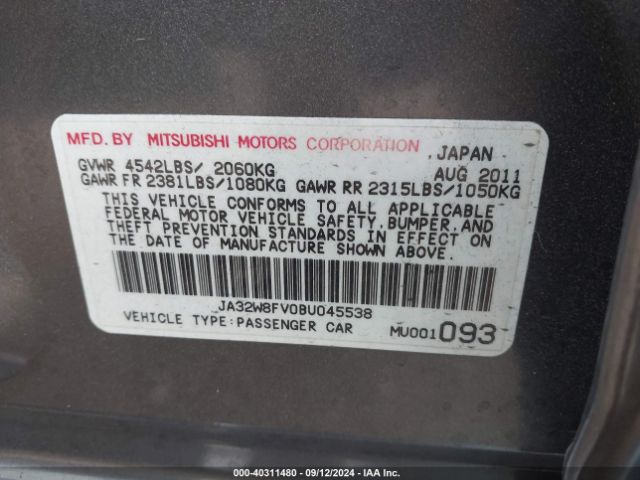 MFD. BY MITSUBISHI MOTORS CORPORATION, JAPAN
GVWR 4542LBS/ 2060KG AUG 2011
GAWR FR 2381LBS/1080KG GAWR RR 2315LBS/1050KG
THIS VEHICLE CONFORMS TO ALL APPLICABLE
FEDERAL MOTOR VEHICLE SAFETY, BUMPER, AND
THEFT PREVENTION STANDARDS IN EFFECT ON
THE DATE OF MANUFACTURE SHOWN ABOVE.
JA32W8FV0BU045538
VEHICLE TYPE: PASSENGER CAR MU001093
000-40311480 - 09/12/2024 - IAA Inc.